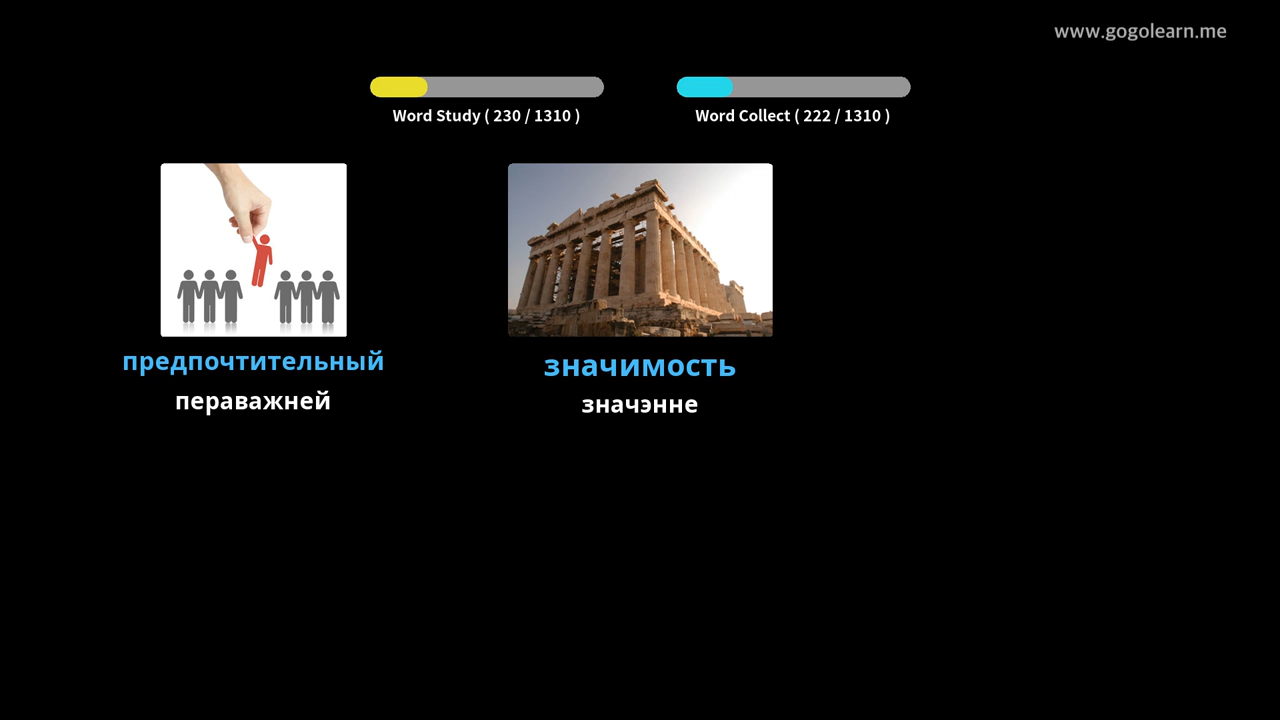 www.gogolearn.me
Word Study ( 230 / 1310 )
Word Collect ( 222 / 1310 )
предпочтительный
пераважней
значимость
значэнне